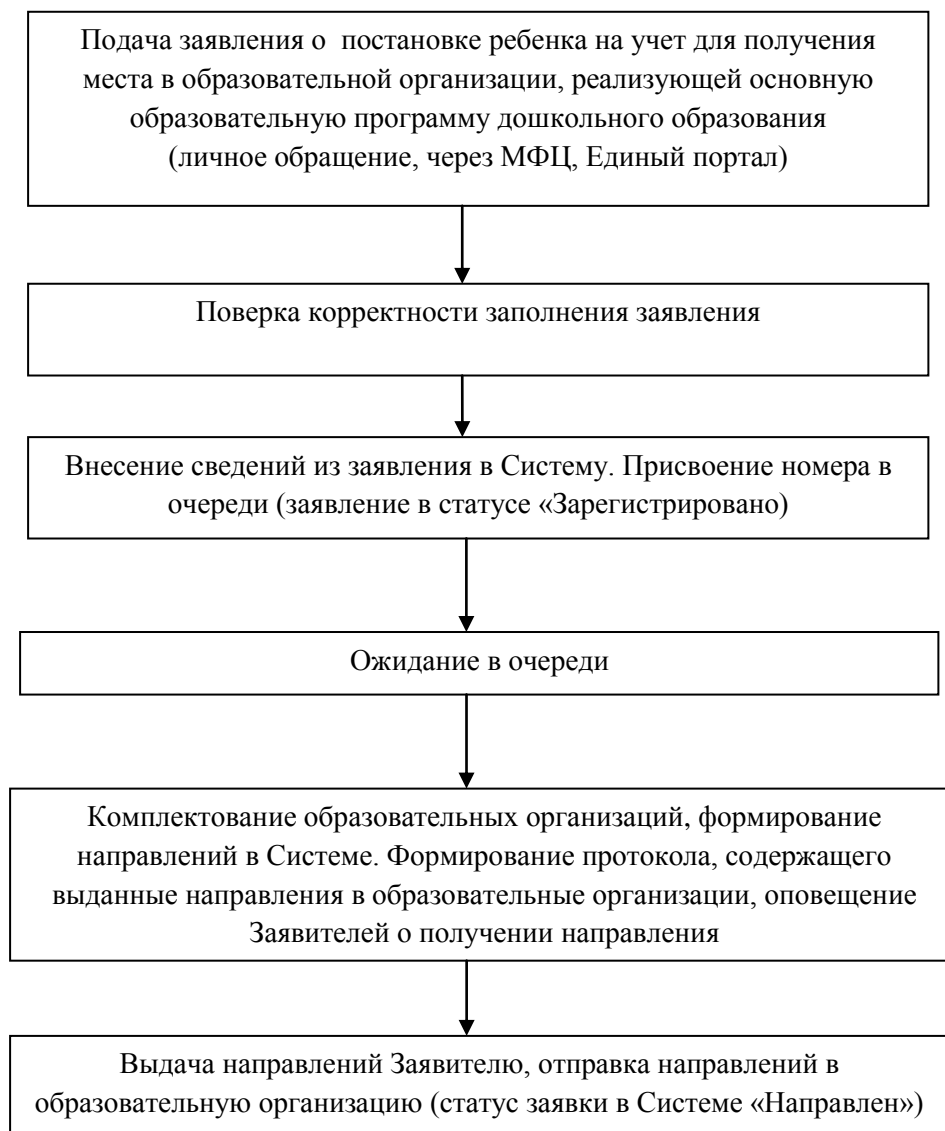 Подача заявления о  постановке ребенка на учет для получения
места в образовательной организации, реализующей основную
образовательную программу дошкольного образования
(личное обращение, через МФЦ, Единый портал)
Поверка корректности заполнения заявления
Внесение сведений из заявления в Систему. Присвоение номера в
очереди (заявление в статусе «Зарегистрировано)
Ожидание в очереди
Комплектование образовательных организаций, формирование
направлений в Системе. Формирование протокола, содержащего
выданные направления в образовательные организации, оповещение
Заявителей о получении направления
Выдача направлений Заявителю, отправка направлений в
образовательную организацию (статус заявки в Системе «Направлен»)